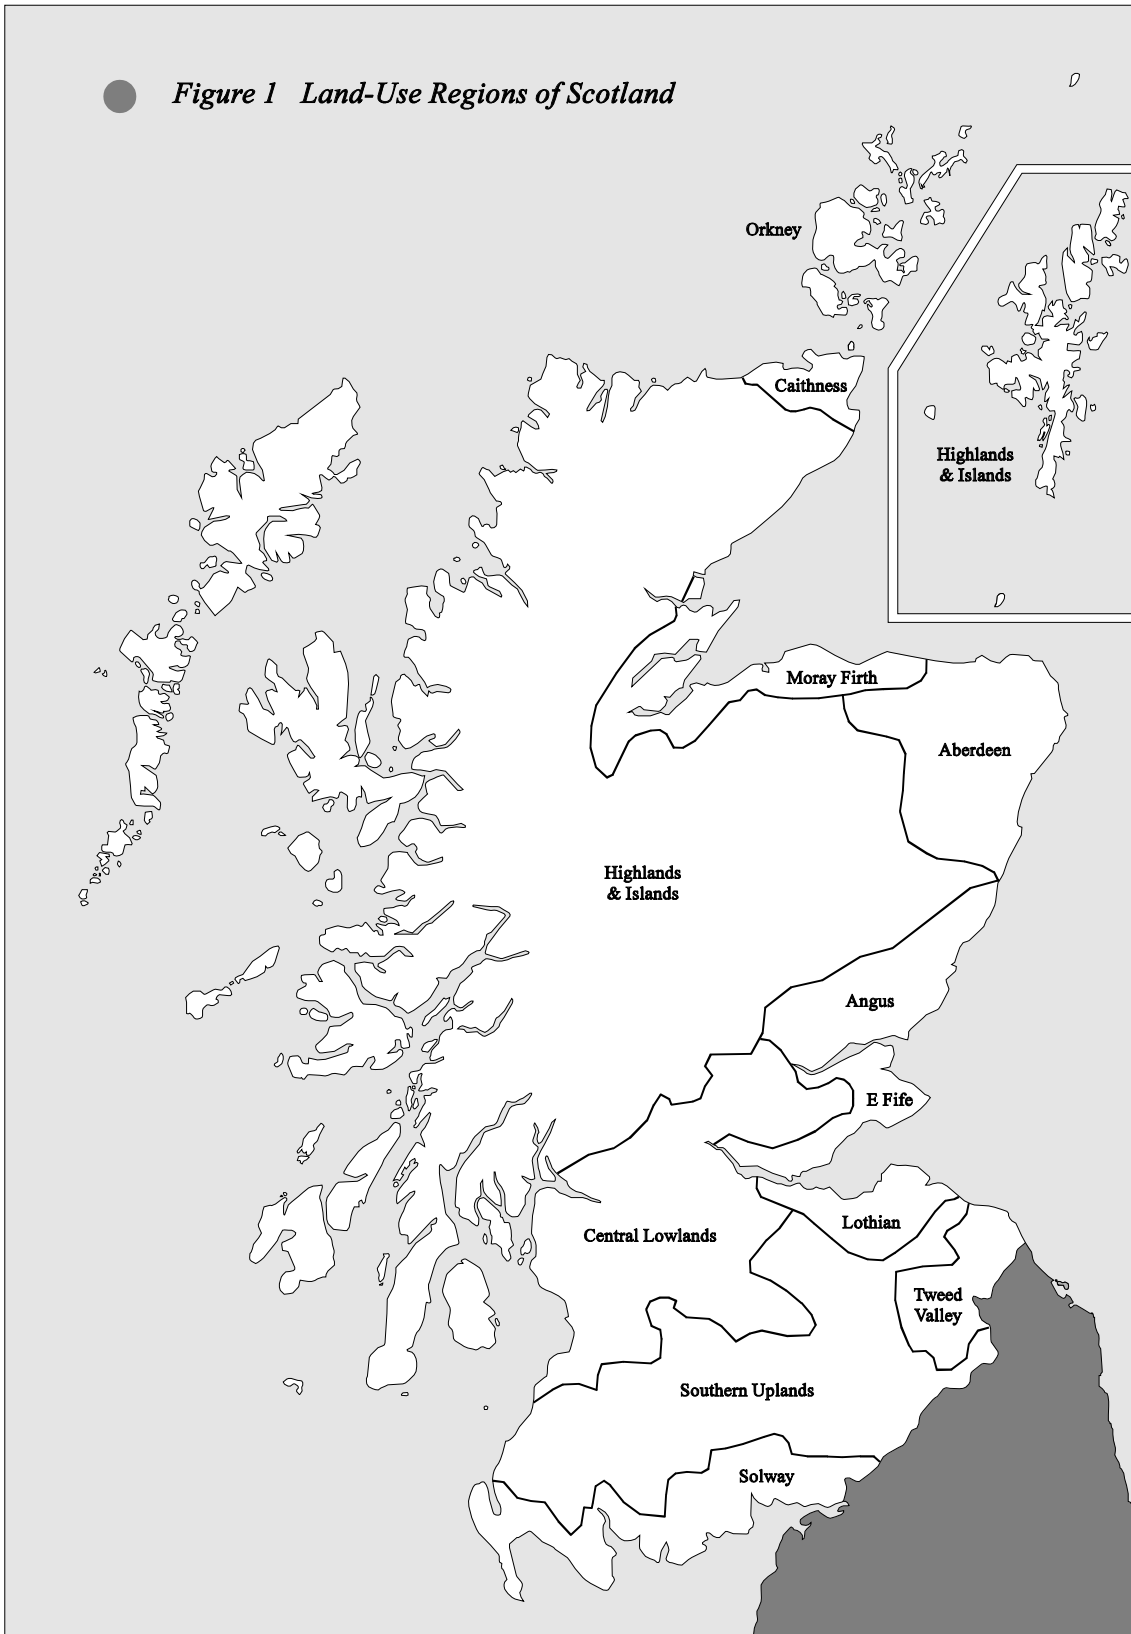 Figure 1 Land-Use Regions of Scotland
Orkney
Caithness
Highlands
& Islands
Moray Firth
Aberdeen
Highlands
& Islands
Angus
E Fife
Lothian
Central Lowlands
Tweed
Valley
Southern Uplands
Solway